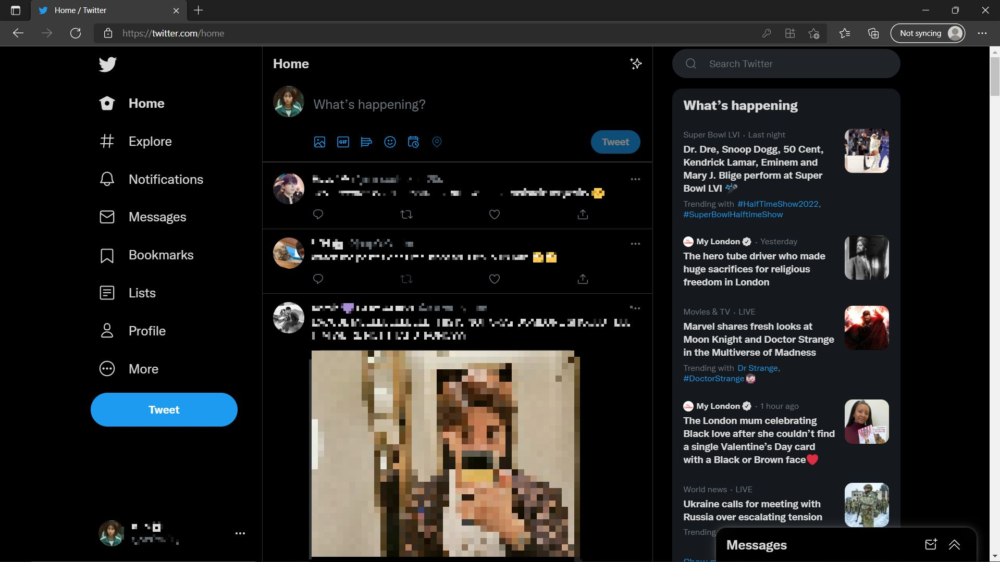 Home / Twitter
https://twitter.com/home
Not syncing
Home
Explore
Notifications
Messages
Bookmarks
Lists
Profile
More
Tweet
Home
What’s happening?
GIF
Tweet
Search Twitter
What’s happening
Super Bowl LVI · Last night
Dr. Dre, Snoop Dogg, 50 Cent,
Kendrick Lamar, Eminem and
Mary J. Blige perform at Super
Bowl LVI 🎶🎤
Trending with #HalfTimeShow2022,
#SuperBowlHalftimeShow
My London · Yesterday
The hero tube driver who made
huge sacrifices for religious
freedom in London
Movies & TV · LIVE
Marvel shares fresh looks at
Moon Knight and Doctor Strange
in the Multiverse of Madness
Trending with Dr Strange,
#DoctorStrange
My London · 1 hour ago
The London mum celebrating
Black love after she couldn’t find
a single Valentine’s Day card
with a Black or Brown face❤️
World news · LIVE
Ukraine calls for meeting with
Russia over escalating tension
Trending
Messages